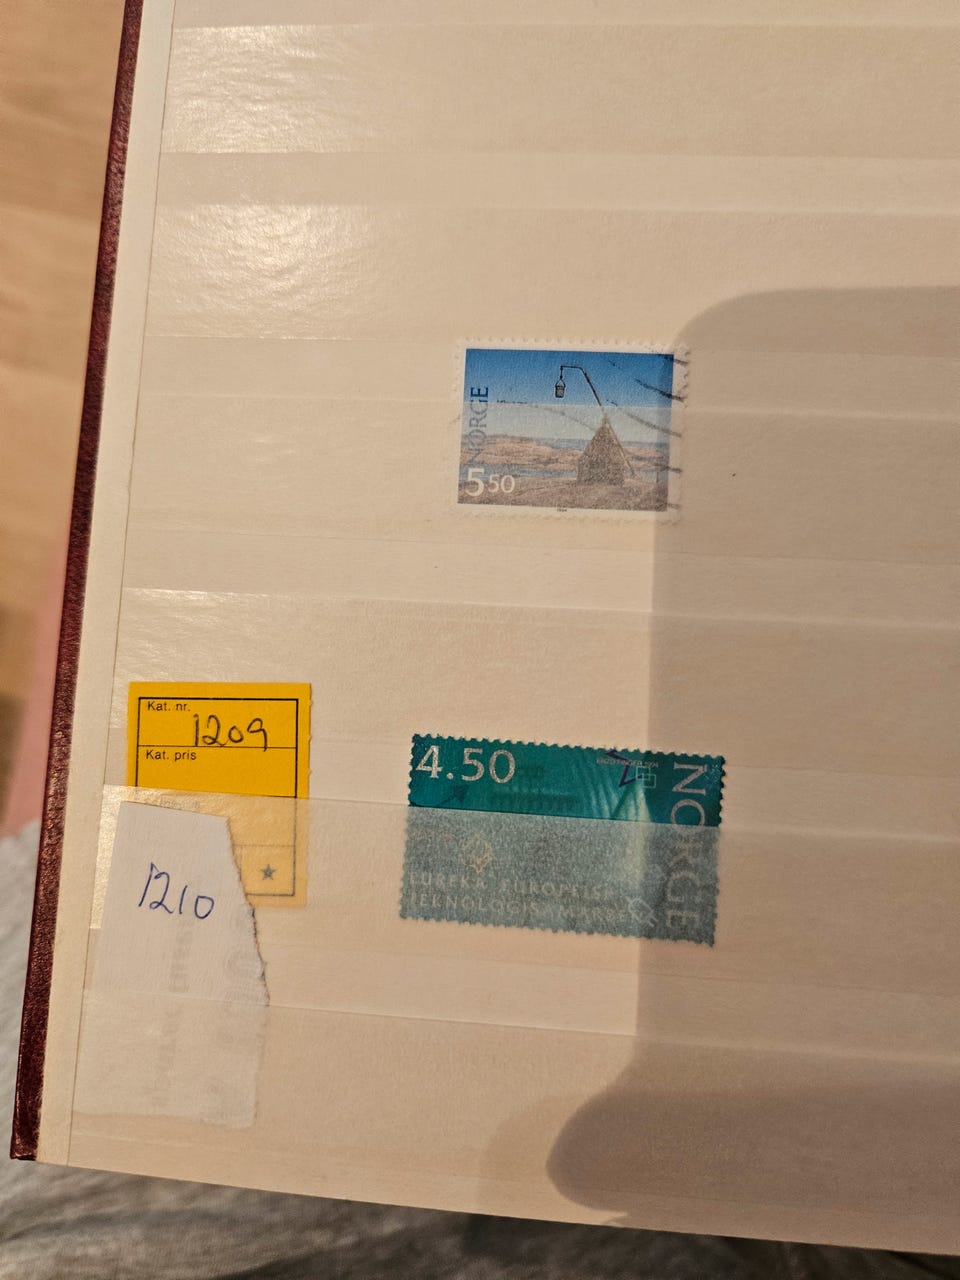 NORGE
5 50
Kat. nr.
1209
Kat. pris
1210
4.50
NORGE
EUREKA EUROPEISK
TEKNOLOGISAMARBEID